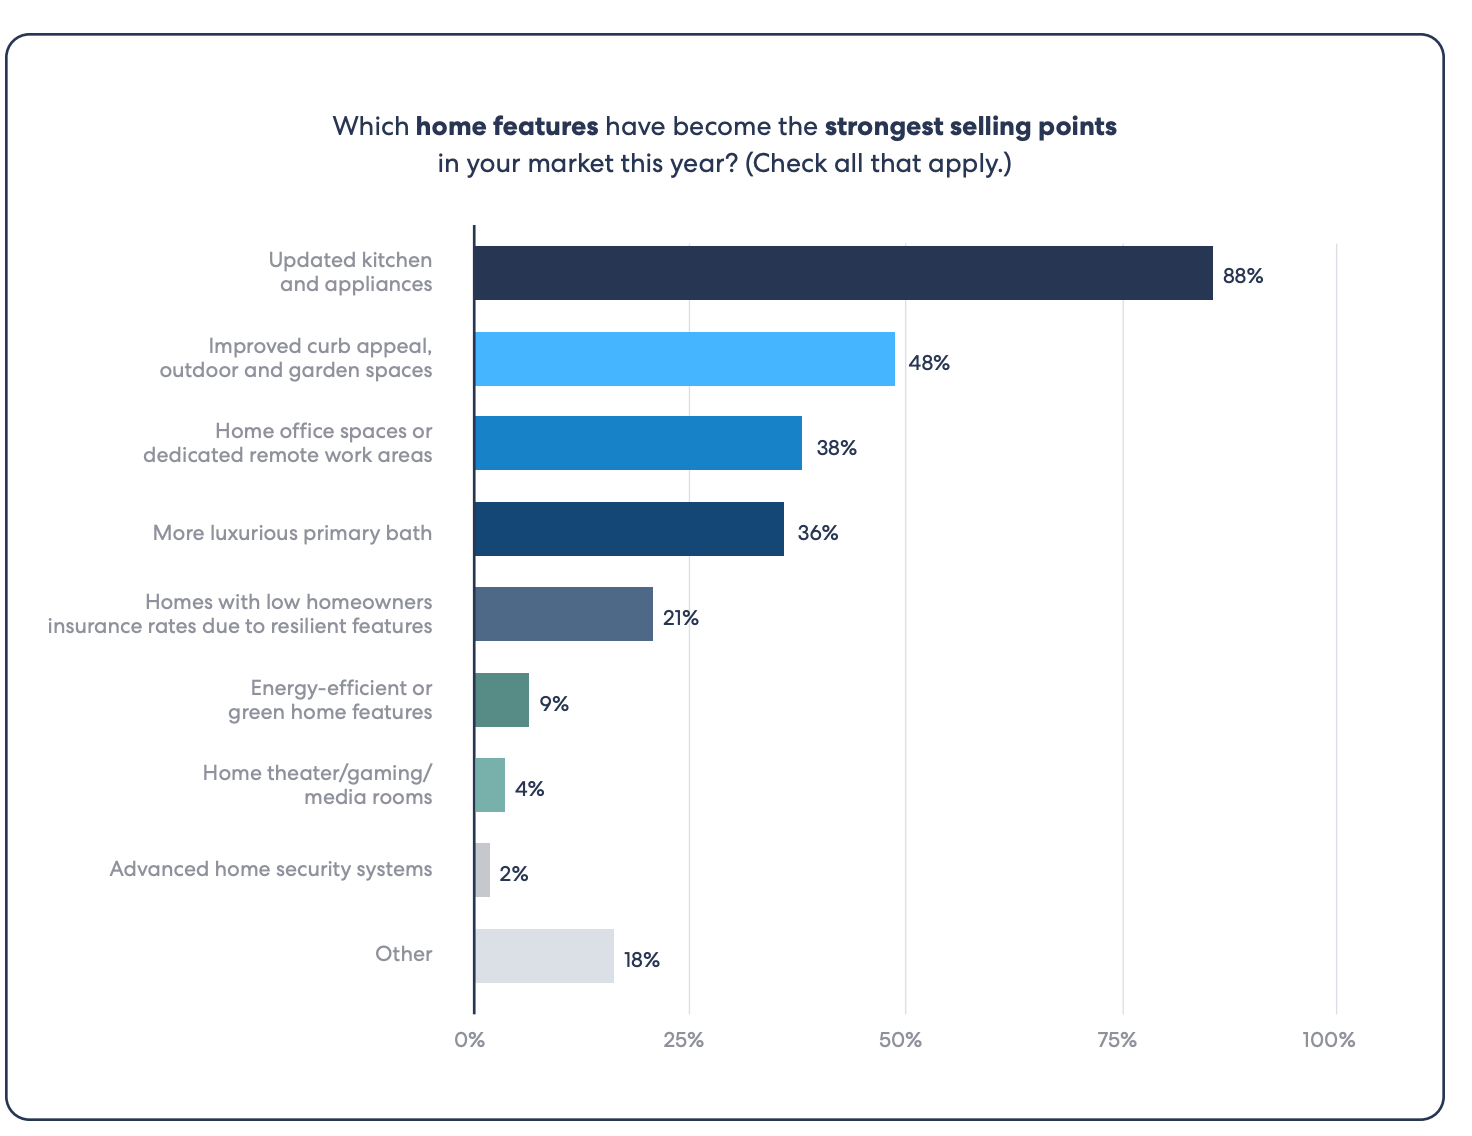 Which home features have become the strongest selling points
in your market this year? (Check all that apply.)
Updated kitchen
and appliances
88%
Improved curb appeal,
outdoor and garden spaces
48%
Home office spaces or
dedicated remote work areas
38%
More luxurious primary bath
36%
Homes with low homeowners
insurance rates due to resilient features
21%
Energy-efficient or
green home features
9%
Home theater/gaming/
media rooms
4%
Advanced home security systems
2%
Other
18%
0%
25%
50%
75%
100%